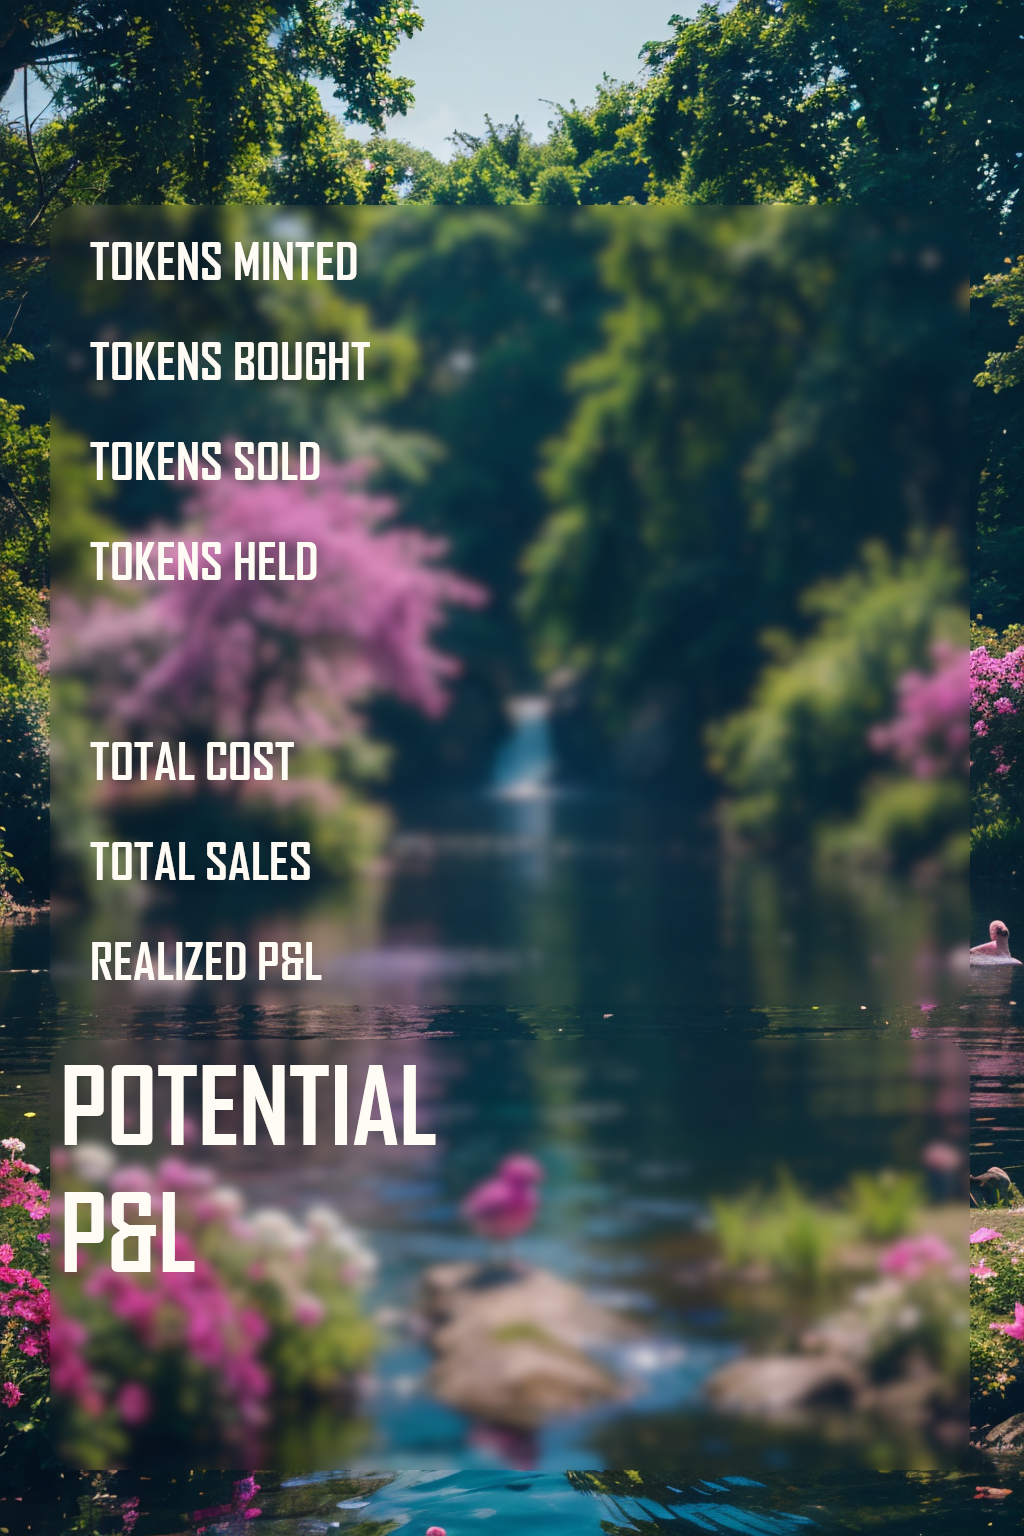 TOKENS MINTED
TOKENS BOUGHT
TOKENS SOLD
TOKENS HELD
TOTAL COST
TOTAL SALES
REALIZED P&L
POTENTIAL
P&L